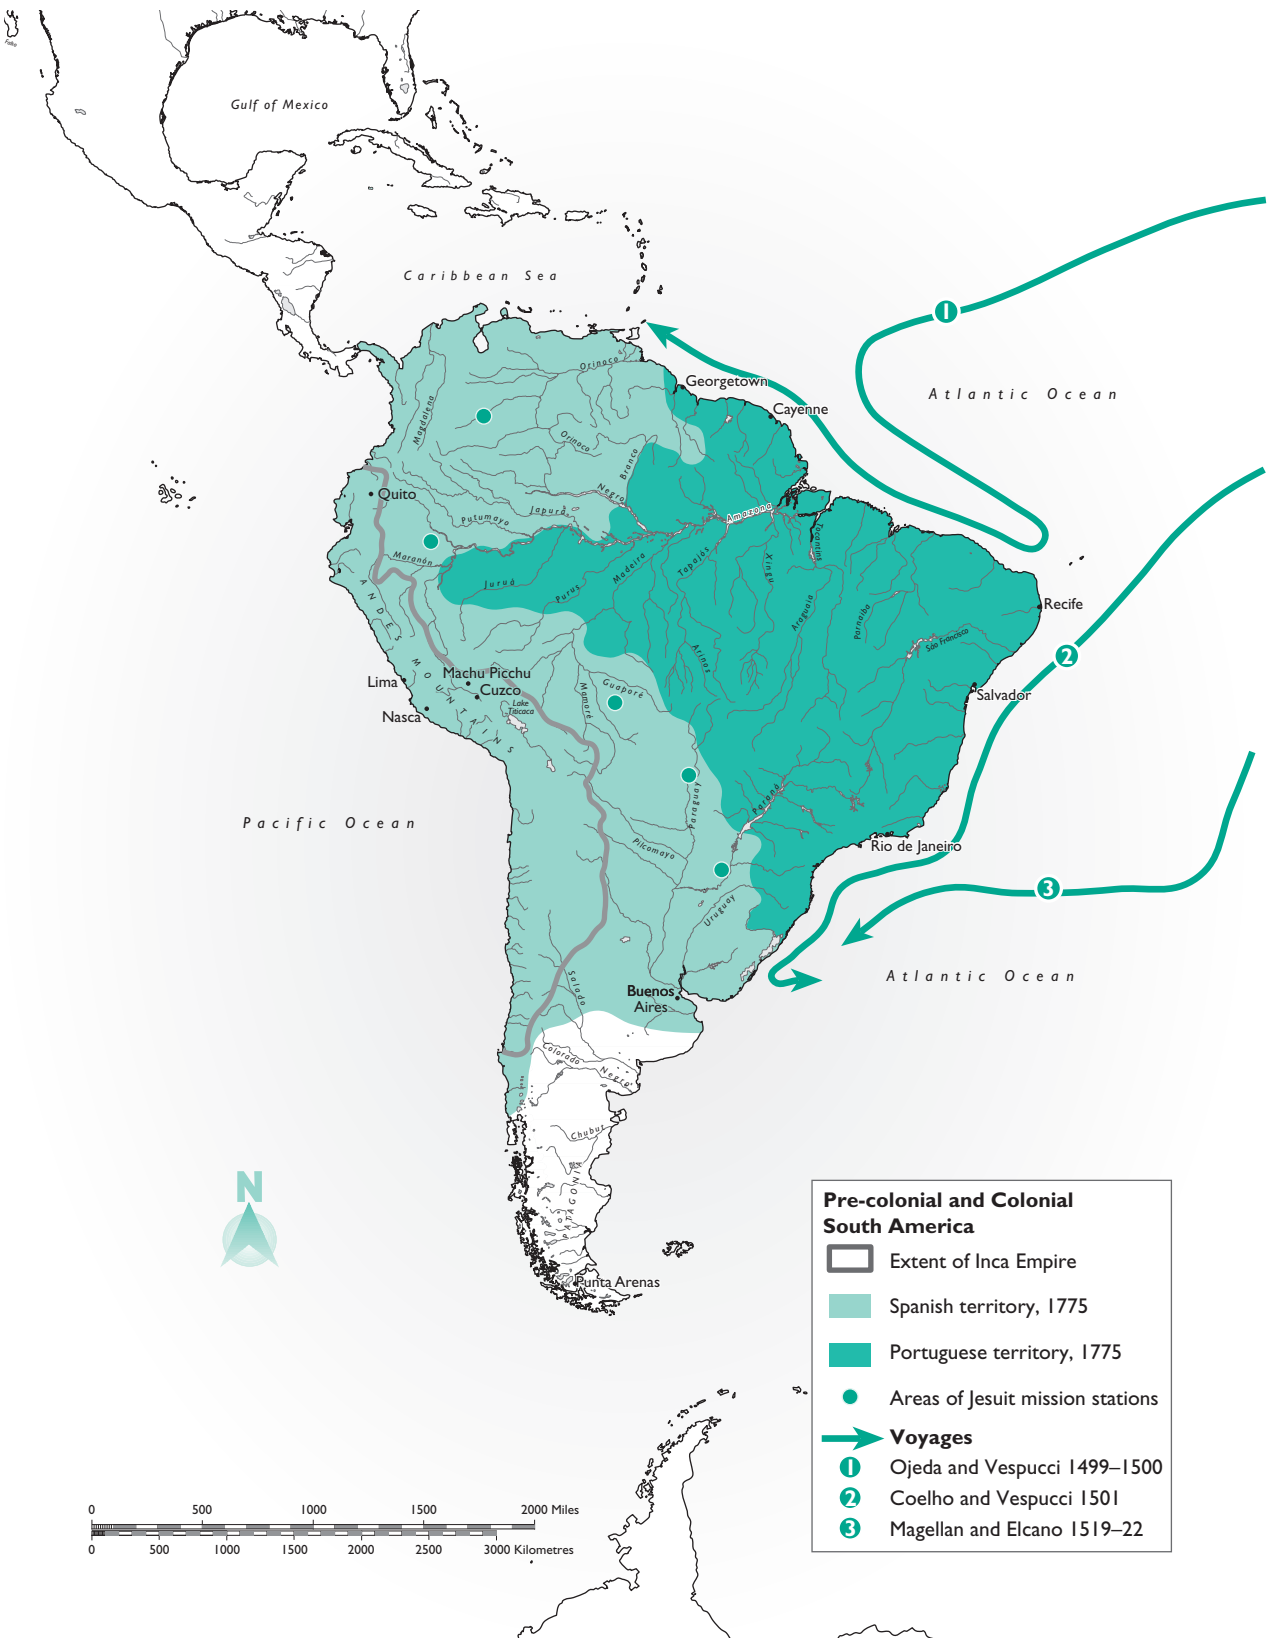 Gulf of Mexico
Caribbean Sea
Atlantic Ocean
Orinoco
Georgetown
Cayenne
Magdalena
Orinoco
Branco
Negro
Quito
Putumayo
Japurá
Amazona
Tocantins
Marañón
Juruá
Purus
Madeira
Tapajós
Xingu
Araguaia
Parnaíba
São Francisco
Recife
ANDES MOUNTAINS
Arinos
Machu Picchu
Lima
Cuzco
Lake
Titicaca
Nasca
Mamoré
Guaporé
Salvador
Paraguay
Paraná
Pacific Ocean
Pilcomayo
Rio de Janeiro
Uruguay
1
2
3
Atlantic Ocean
Salado
Buenos
Aires
Colorado
Negro
Chubut
PATAGONIA
Punta Arenas
N
Pre-colonial and Colonial
South America
Extent of Inca Empire
Spanish territory, 1775
Portuguese territory, 1775
Areas of Jesuit mission stations
Voyages
1 Ojeda and Vespucci 1499–1500
2 Coelho and Vespucci 1501
3 Magellan and Elcano 1519–22
0 500 1000 1500 2000 Miles
0 500 1000 1500 2000 2500 3000 Kilometres